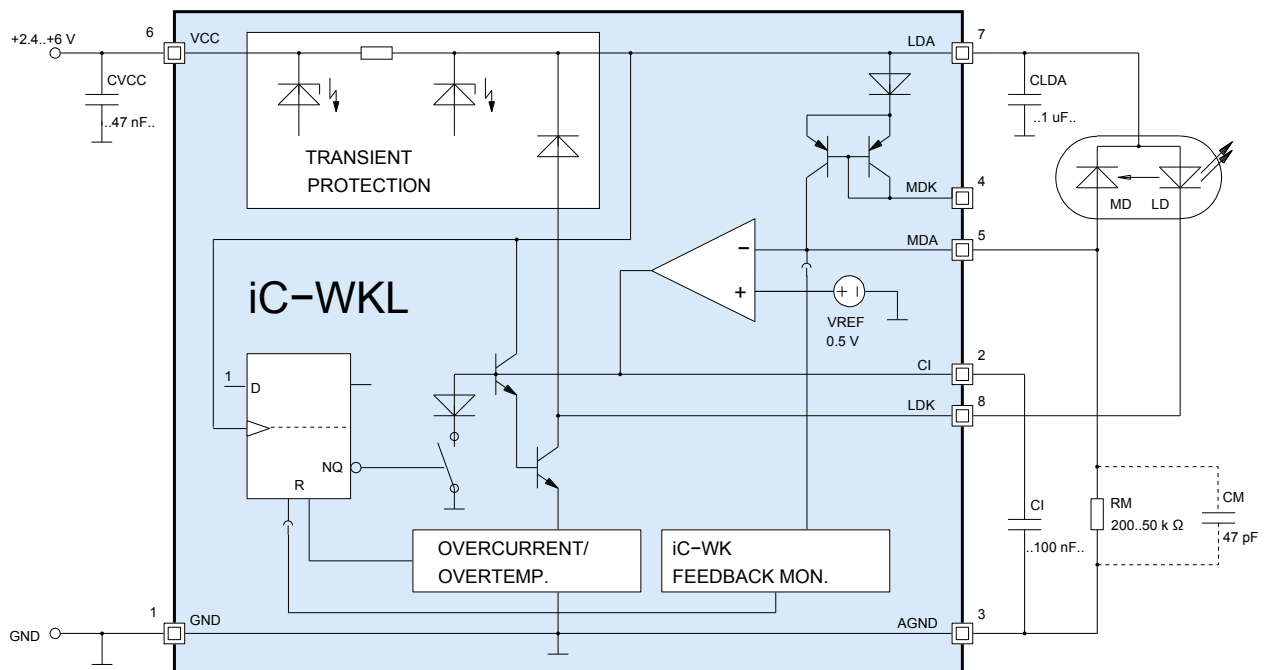 +2.4..+6 V
6
VCC
LDA
7
CVCC
..47 nF..
TRANSIENT
PROTECTION
CLDA
..1 uF..
MDK
4
MD
LD
MDA
5
iC−WKL
−
+
+ −
VREF
0.5 V
CI
2
1
D
LDK
8
NQ
R
OVERCURRENT/
OVERTEMP.
iC−WK
FEEDBACK MON.
CI
..100 nF..
RM
200..50 k Ω
CM
47 pF
GND
1
GND
AGND
3